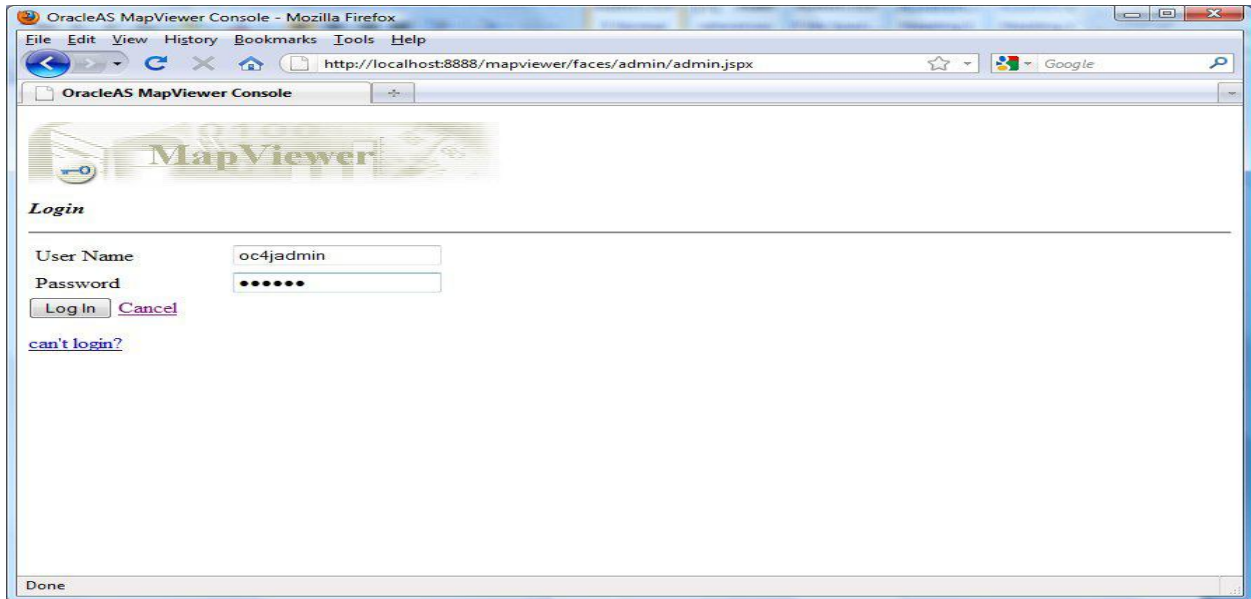 OracleAS MapViewer Console - Mozilla Firefox
File Edit View History Bookmarks Tools Help
http://localhost:8888/mapviewer/faces/admin/admin.jspx
Google
OracleAS MapViewer Console
MapViewer
Login
User Name oc4jadmin
Password ••••••
Log In Cancel
can't login?
Done